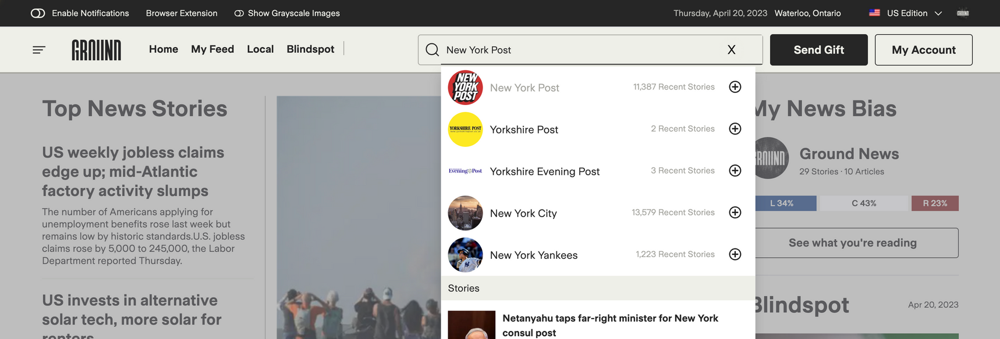 Enable Notifications
Browser Extension
Show Grayscale Images
Thursday, April 20, 2023
Waterloo, Ontario
US Edition
GROUND
Home
My Feed
Local
Blindspot
New York Post
X
Send Gift
My Account
NEW
YORK
POST
New York Post
11,387 Recent Stories
YORKSHIRE POST
Yorkshire Post
2 Recent Stories
Evening Post
Yorkshire Evening Post
3 Recent Stories
New York City
13,579 Recent Stories
New York Yankees
1,223 Recent Stories
Stories
Netanyahu taps far-right minister for New York
consul post
Top News Stories
US weekly jobless claims
edge up; mid-Atlantic
factory activity slumps
The number of Americans applying for
unemployment benefits rose last week but
remains low by historic standards.U.S. jobless
claims rose by 5,000 to 245,000, the Labor
Department reported Thursday.
US invests in alternative
solar tech, more solar for
renters
My News Bias
GROUND
Ground News
29 Stories · 10 Articles
L 34%
C 43%
R 23%
See what you're reading
Blindspot
Apr 20, 2023